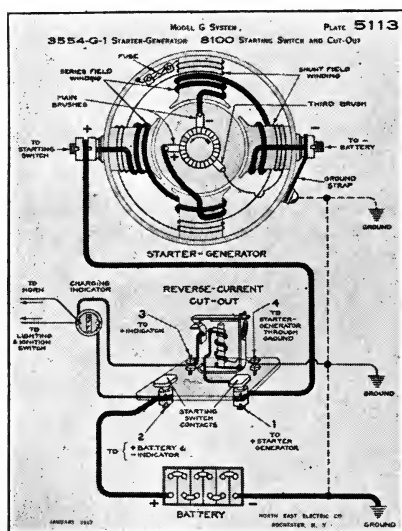 MODEL G SYSTEM.
PLATE 5113
3554-G-1 STARTER-GENERATOR 8100 STARTING SWITCH AND CUT-OUT
FUSE
SERIES FIELD
WINDING
SHUNT FIELD
WINDING
MAIN
BRUSHES
THIRD BRUSH
+
-
TO
STARTING
SWITCH
-
+
TO -
BATTERY
GROUND
STRAP
GROUND
STARTER-GENERATOR
TO
HORN
CHARGING
INDICATOR
REVERSE-CURRENT
CUT-OUT
3
4
TO
+INDICATOR
TO
STARTER-
GENERATOR
THROUGH
GROUND
TO
LIGHTING
& IGNITION
SWITCH
GROUND
STARTING
SWITCH
CONTACTS
2
1
TO { + BATTERY &
- INDICATOR
TO
+ STARTER
GENERATOR
+
-
BATTERY
GROUND
JANUARY 1917
NORTH EAST ELECTRIC CO
ROCHESTER, N. Y.